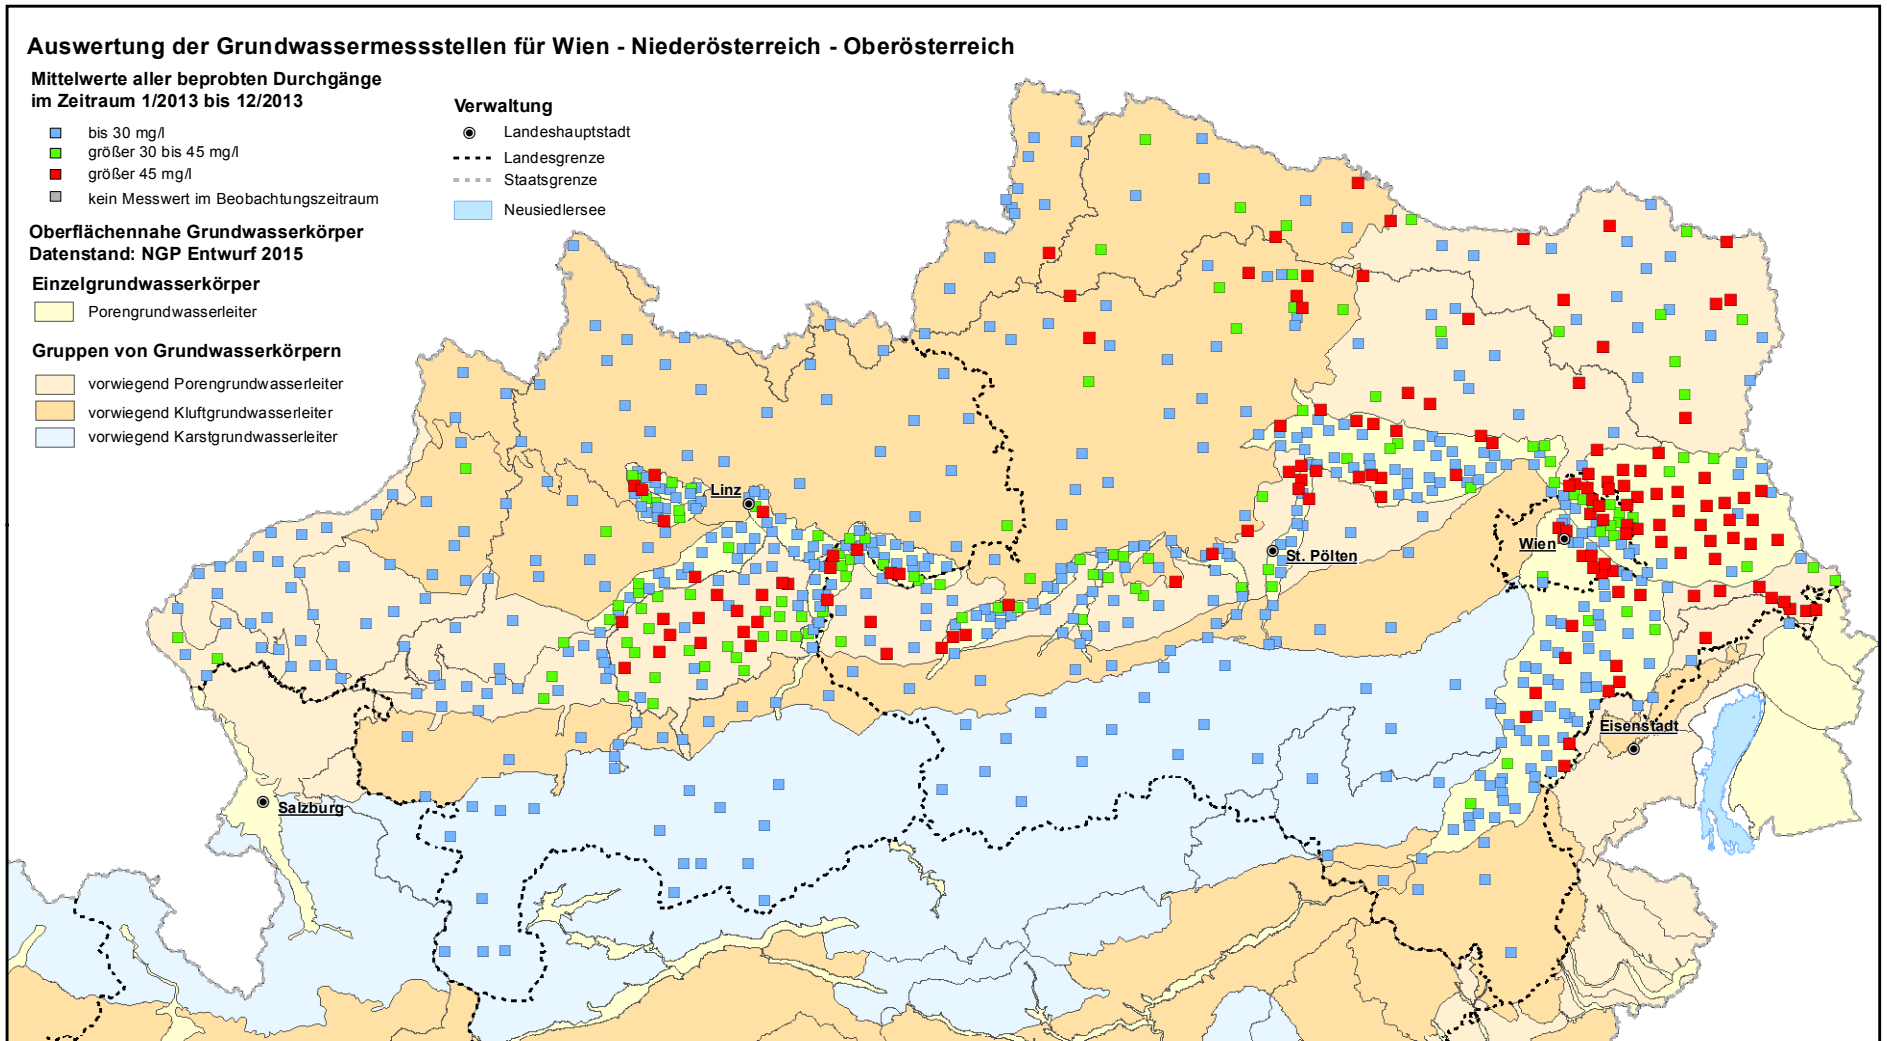 Auswertung der Grundwassermessstellen für Wien - Niederösterreich - Oberösterreich
Mittelwerte aller beprobten Durchgänge
im Zeitraum 1/2013 bis 12/2013
bis 30 mg/l
größer 30 bis 45 mg/l
größer 45 mg/l
kein Messwert im Beobachtungszeitraum
Oberflächennahe Grundwasserkörper
Datenstand: NGP Entwurf 2015
Einzelgrundwasserkörper
Porengrundwasserleiter
Gruppen von Grundwasserkörpern
vorwiegend Porengrundwasserleiter
vorwiegend Kluftgrundwasserleiter
vorwiegend Karstgrundwasserleiter
Verwaltung
Landeshauptstadt
Landesgrenze
Staatsgrenze
Neusiedlersee
Linz
Wien
St. Pölten
Eisenstadt
Salzburg